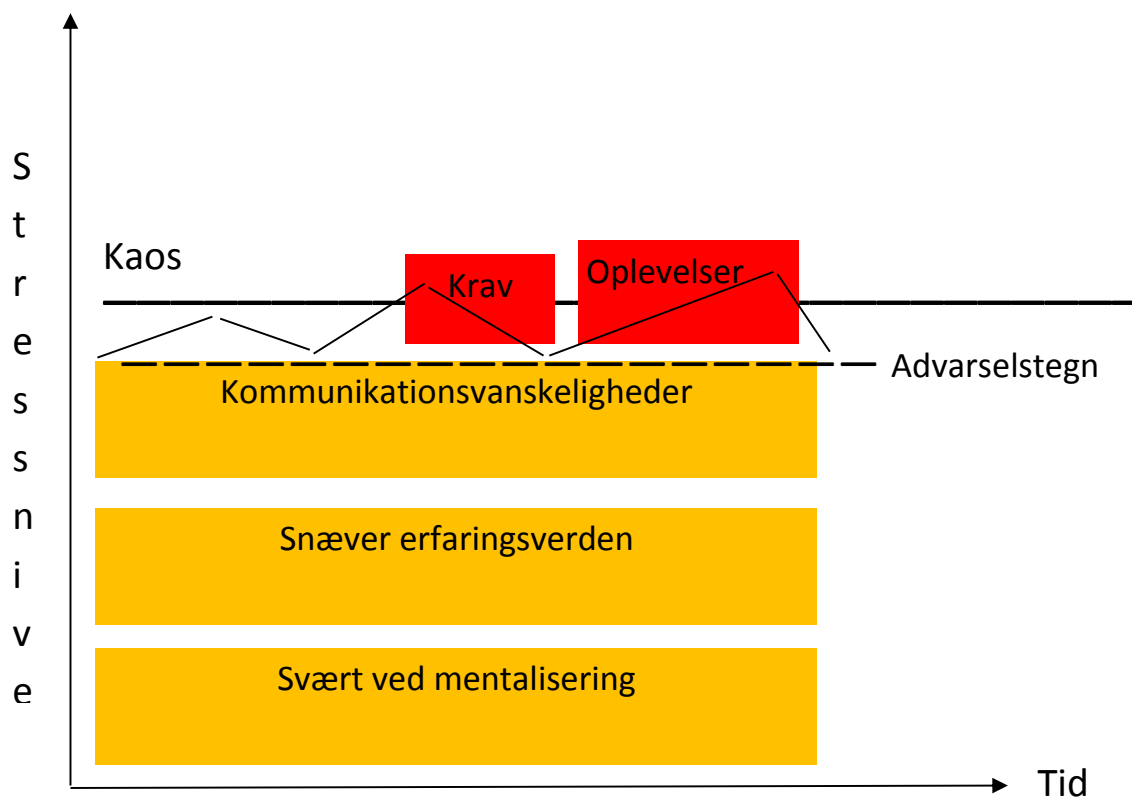 Stressnive
Kaos
Krav
Oplevelser
Advarselstegn
Kommunikationsvanskeligheder
Snæver erfaringsverden
Svært ved mentalisering
Tid